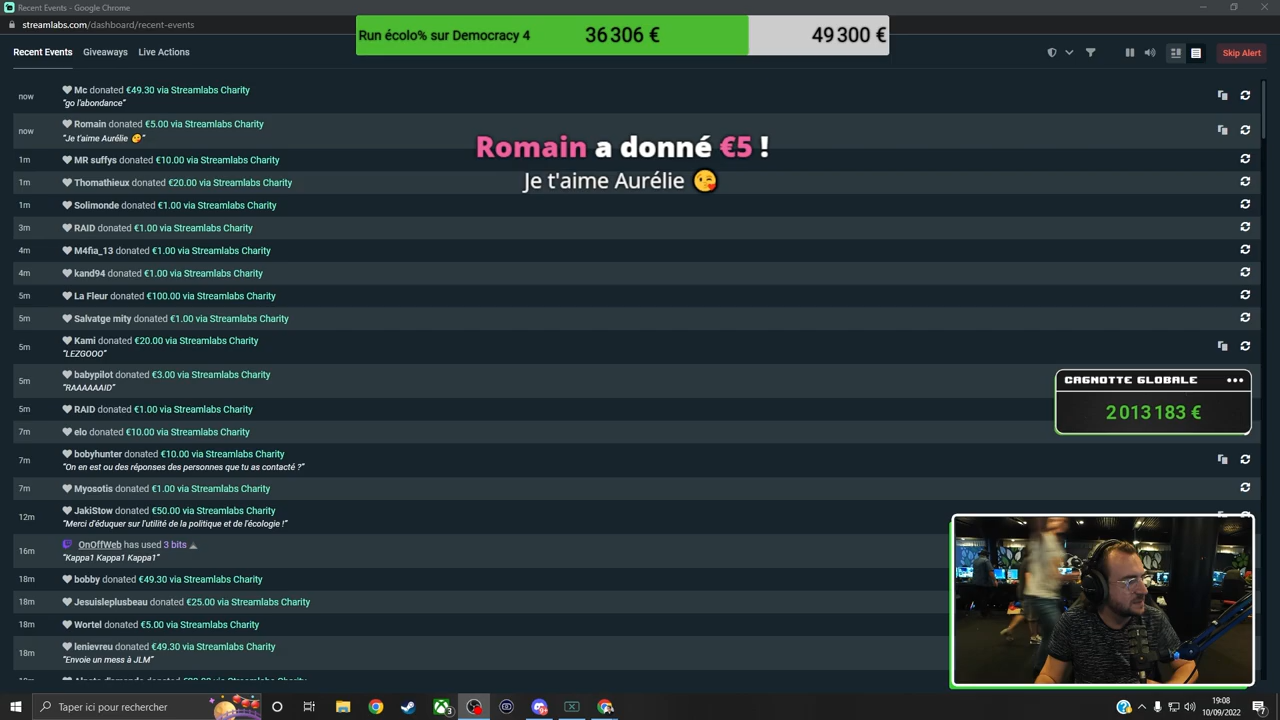 Recent Events - Google Chrome
streamlabs.com/dashboard/recent-events
Run écolo% sur Democracy 4 36 306 € 49 300 €
Recent Events Giveaways Live Actions Skip Alert
now Mc donated €49.30 via Streamlabs Charity
"go l'abondance"
now Romain donated €5.00 via Streamlabs Charity
"Je t'aime Aurélie 😘"
Romain a donné €5 !
Je t'aime Aurélie 😘
1m MR suffys donated €10.00 via Streamlabs Charity
1m Thomathieux donated €20.00 via Streamlabs Charity
1m Solimonde donated €1.00 via Streamlabs Charity
3m RAID donated €1.00 via Streamlabs Charity
4m M4fia_13 donated €1.00 via Streamlabs Charity
4m kand94 donated €1.00 via Streamlabs Charity
5m La Fleur donated €100.00 via Streamlabs Charity
5m Salvatge mity donated €1.00 via Streamlabs Charity
5m Kami donated €20.00 via Streamlabs Charity
"LEZGOOO"
5m babypilot donated €3.00 via Streamlabs Charity
"RAAAAAAID"
5m RAID donated €1.00 via Streamlabs Charity
CAGNOTTE GLOBALE
2 013 183 €
7m elo donated €10.00 via Streamlabs Charity
7m bobyhunter donated €10.00 via Streamlabs Charity
"On en est ou des réponses des personnes que tu as contacté ?"
7m Myosotis donated €1.00 via Streamlabs Charity
12m JakiStow donated €50.00 via Streamlabs Charity
"Merci d'éduquer sur l'utilité de la politique et de l'écologie !"
16m OnOffWeb has used 3 bits
"Kappa1 Kappa1 Kappa1"
18m bobby donated €49.30 via Streamlabs Charity
18m Jesuisleplusbeau donated €25.00 via Streamlabs Charity
18m Wortel donated €5.00 via Streamlabs Charity
18m lenievreu donated €49.30 via Streamlabs Charity
"Envoie un mess à JLM"
Taper ici pour rechercher
19:08
10/09/2022